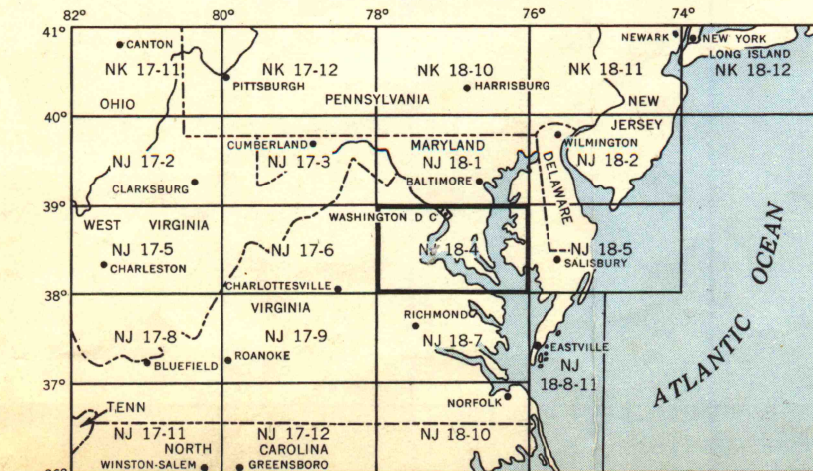 82° 80° 78° 76° 74°
41°
CANTON
NEWARK
NEW YORK
LONG ISLAND
NK 17-11
NK 17-12
NK 18-10
NK 18-11
NK 18-12
PITTSBURGH
HARRISBURG
OHIO
PENNSYLVANIA
NEW
JERSEY
40°
CUMBERLAND
MARYLAND
WILMINGTON
NJ 17-2
NJ 17-3
NJ 18-1
NJ 18-2
CLARKSBURG
BALTIMORE
DELAWARE
39°
WEST VIRGINIA
WASHINGTON D C
NJ 17-5
NJ 17-6
NJ 18-4
NJ 18-5
CHARLESTON
SALISBURY
CHARLOTTESVILLE
38°
VIRGINIA
RICHMOND
NJ 17-8
NJ 17-9
NJ 18-7
BLUEFIELD
ROANOKE
EASTVILLE
NJ
18-8-11
ATLANTIC OCEAN
37°
NORFOLK
TENN
NJ 17-11
NJ 17-12
NJ 18-10
NORTH CAROLINA
WINSTON-SALEM
GREENSBORO
36°